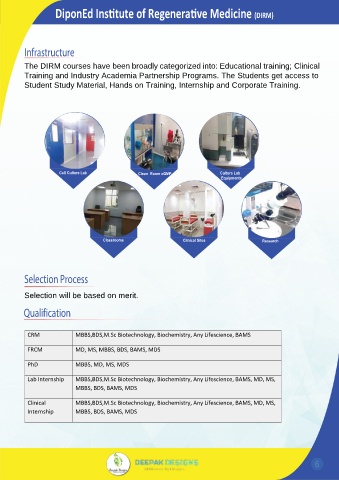 DiponEd Institute of Regenerative Medicine (DIRM)
Infrastructure
The DIRM courses have been broadly categorized into: Educational training; Clinical
Training and Industry Academia Partnership Programs. The Students get access to
Student Study Material, Hands on Training, Internship and Corporate Training.
Cell Culture Lab
Clean Room cGMP
Culture Lab
Equipments
Classrooms
Clinical Sites
Research
Selection Process
Selection will be based on merit.
Qualification
CRM MBBS,BDS,M.Sc Biotechnology, Biochemistry, Any Lifescience, BAMS
FRCM MD, MS, MBBS, BDS, BAMS, MDS
PhD MBBS, MD, MS, MDS
Lab Internship MBBS,BDS,M.Sc Biotechnology, Biochemistry, Any Lifescience, BAMS, MD, MS,
MBBS, BDS, BAMS, MDS
Clinical MBBS,BDS,M.Sc Biotechnology, Biochemistry, Any Lifescience, BAMS, MD, MS,
Internship MBBS, BDS, BAMS, MDS
DEEPAK DESIGNS